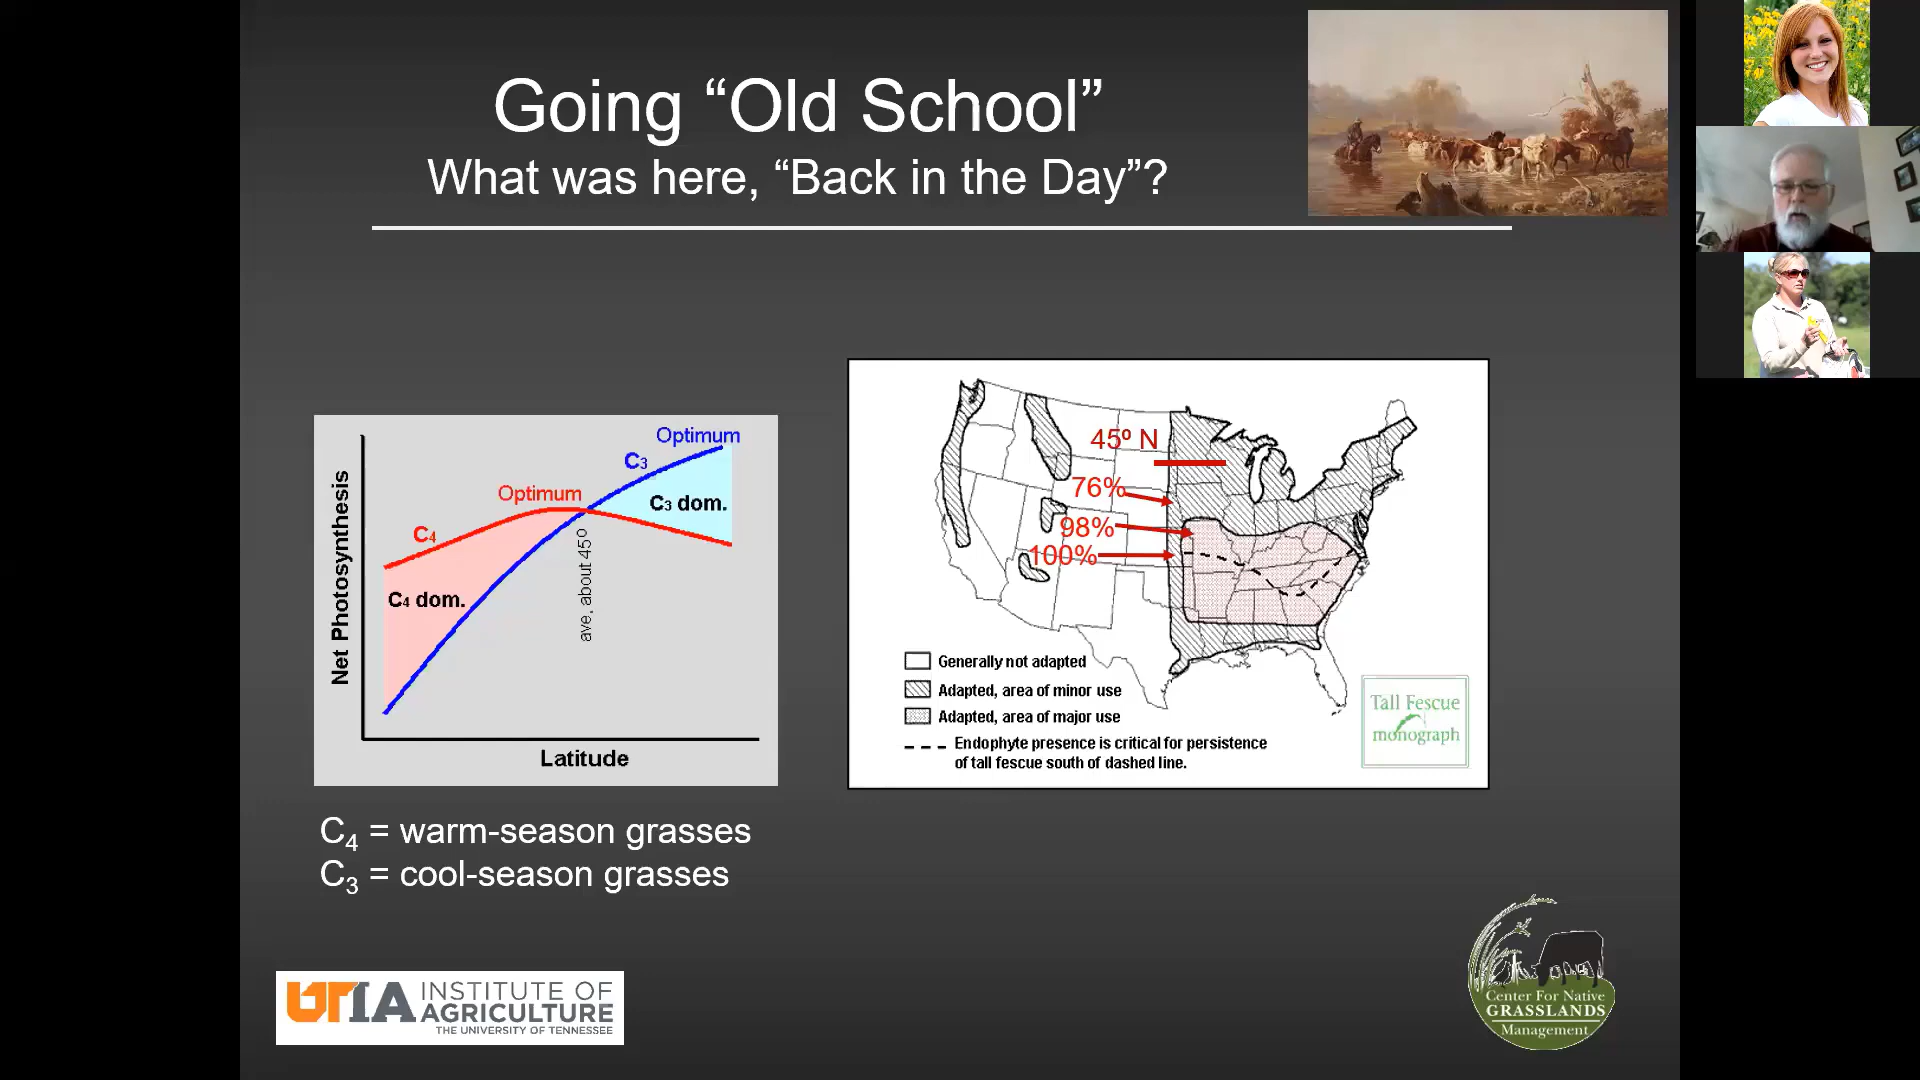 Going “Old School”
What was here, “Back in the Day”?
Optimum
C3
Optimum
C3 dom.
C4
C4 dom.
ave. about 45º
Net Photosynthesis
Latitude
C4 = warm-season grasses
C3 = cool-season grasses
45º N
76%
98%
100%
Generally not adapted
Adapted, area of minor use
Adapted, area of major use
Endophyte presence is critical for persistence
of tall fescue south of dashed line.
Tall Fescue
monograph
UTIA INSTITUTE OF
AGRICULTURE
THE UNIVERSITY OF TENNESSEE
Center For Native
GRASSLANDS
Management